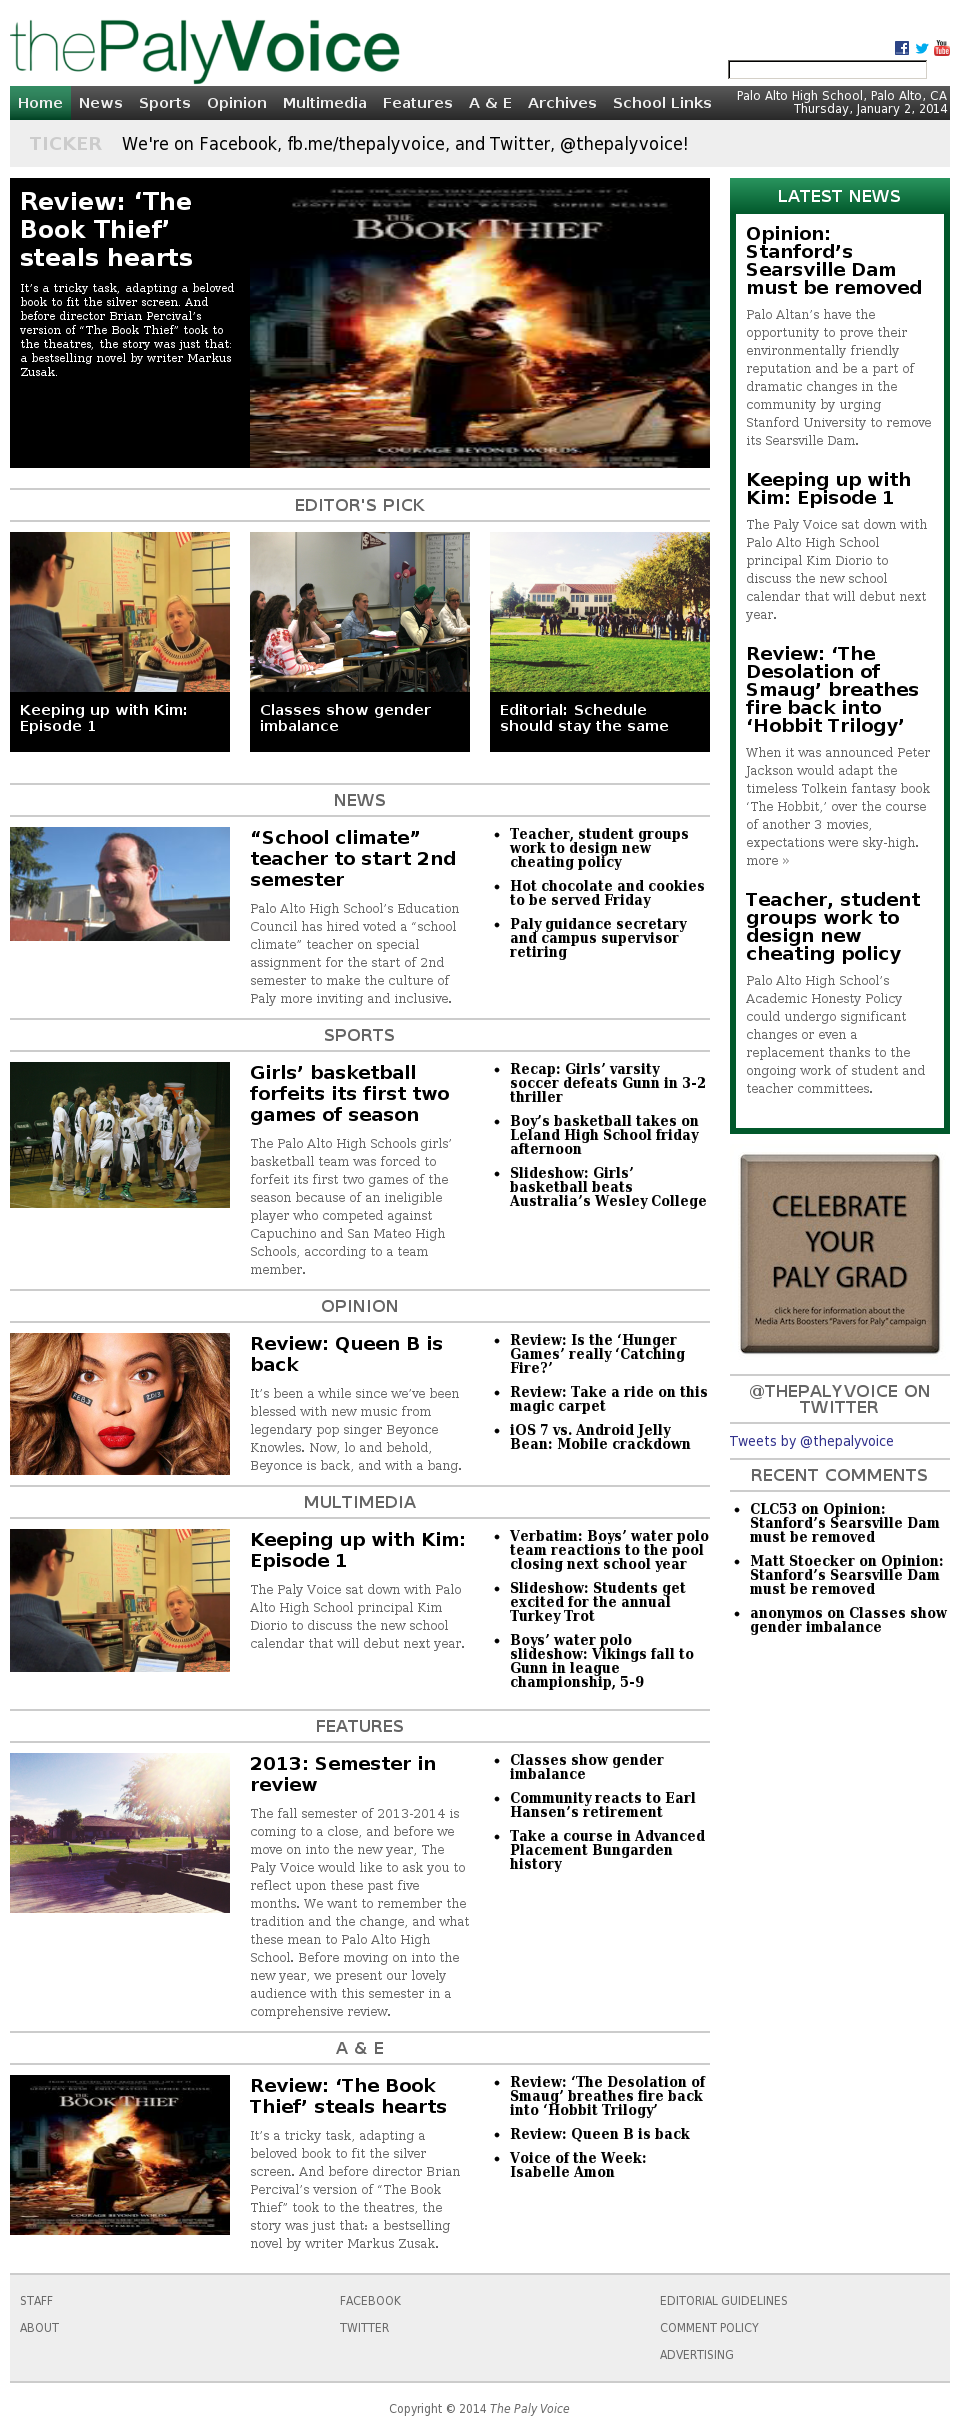 thePalyVoice
Home News Sports Opinion Multimedia Features A & E Archives School Links
Palo Alto High School, Palo Alto, CA
Thursday, January 2, 2014
TICKER We're on Facebook, fb.me/thepalyvoice, and Twitter, @thepalyvoice!
Review: ‘The
Book Thief’
steals hearts
It’s a tricky task, adapting a beloved
book to fit the silver screen. And
before director Brian Percival’s
version of “The Book Thief” took to
the theatres, the story was just that:
a bestselling novel by writer Markus
Zusak.
THE
BOOK THIEF
COURAGE BEYOND WORDS.
EDITOR'S PICK
Keeping up with Kim:
Episode 1
Classes show gender
imbalance
Editorial: Schedule
should stay the same
NEWS
“School climate”
teacher to start 2nd
semester
Palo Alto High School’s Education
Council has hired voted a “school
climate” teacher on special
assignment for the start of 2nd
semester to make the culture of
Paly more inviting and inclusive.
Teacher, student groups
work to design new
cheating policy
Hot chocolate and cookies
to be served Friday
Paly guidance secretary
and campus supervisor
retiring
SPORTS
Girls’ basketball
forfeits its first two
games of season
The Palo Alto High Schools girls’
basketball team was forced to
forfeit its first two games of the
season because of an ineligible
player who competed against
Capuchino and San Mateo High
Schools, according to a team
member.
Recap: Girls’ varsity
soccer defeats Gunn in 3-2
thriller
Boy’s basketball takes on
Leland High School friday
afternoon
Slideshow: Girls’
basketball beats
Australia’s Wesley College
OPINION
Review: Queen B is
back
It’s been a while since we’ve been
blessed with new music from
legendary pop singer Beyonce
Knowles. Now, lo and behold,
Beyonce is back, and with a bang.
Review: Is the ‘Hunger
Games’ really ‘Catching
Fire?’
Review: Take a ride on this
magic carpet
iOS 7 vs. Android Jelly
Bean: Mobile crackdown
MULTIMEDIA
Keeping up with Kim:
Episode 1
The Paly Voice sat down with Palo
Alto High School principal Kim
Diorio to discuss the new school
calendar that will debut next year.
Verbatim: Boys’ water polo
team reactions to the pool
closing next school year
Slideshow: Students get
excited for the annual
Turkey Trot
Boys’ water polo
slideshow: Vikings fall to
Gunn in league
championship, 5-9
FEATURES
2013: Semester in
review
The fall semester of 2013-2014 is
coming to a close, and before we
move on into the new year, The
Paly Voice would like to ask you to
reflect upon these past five
months. We want to remember the
tradition and the change, and what
these mean to Palo Alto High
School. Before moving on into the
new year, we present our lovely
audience with this semester in a
comprehensive review.
Classes show gender
imbalance
Community reacts to Earl
Hansen’s retirement
Take a course in Advanced
Placement Bungarden
history
A & E
THE
BOOK THIEF
COURAGE BEYOND WORDS.
Review: ‘The Book
Thief’ steals hearts
It’s a tricky task, adapting a
beloved book to fit the silver
screen. And before director Brian
Percival’s version of “The Book
Thief” took to the theatres, the
story was just that: a bestselling
novel by writer Markus Zusak.
Review: ‘The Desolation of
Smaug’ breathes fire back
into ‘Hobbit Trilogy’
Review: Queen B is back
Voice of the Week:
Isabelle Amon
LATEST NEWS
Opinion:
Stanford’s
Searsville Dam
must be removed
Palo Altan’s have the
opportunity to prove their
environmentally friendly
reputation and be a part of
dramatic changes in the
community by urging
Stanford University to remove
its Searsville Dam.
Keeping up with
Kim: Episode 1
The Paly Voice sat down with
Palo Alto High School
principal Kim Diorio to
discuss the new school
calendar that will debut next
year.
Review: ‘The
Desolation of
Smaug’ breathes
fire back into
‘Hobbit Trilogy’
When it was announced Peter
Jackson would adapt the
timeless Tolkein fantasy book
‘The Hobbit,’ over the course
of another 3 movies,
expectations were sky-high.
more »
Teacher, student
groups work to
design new
cheating policy
Palo Alto High School’s
Academic Honesty Policy
could undergo significant
changes or even a
replacement thanks to the
ongoing work of student and
teacher committees.
CELEBRATE
YOUR
PALY GRAD
click here for information about the
Media Arts Boosters “Pavers for Paly” campaign
@THEPALYVOICE ON
TWITTER
Tweets by @thepalyvoice
RECENT COMMENTS
CLC53 on Opinion:
Stanford’s Searsville Dam
must be removed
Matt Stoecker on Opinion:
Stanford’s Searsville Dam
must be removed
anonymos on Classes show
gender imbalance
STAFF FACEBOOK EDITORIAL GUIDELINES
ABOUT TWITTER COMMENT POLICY
ADVERTISING
Copyright © 2014 The Paly Voice